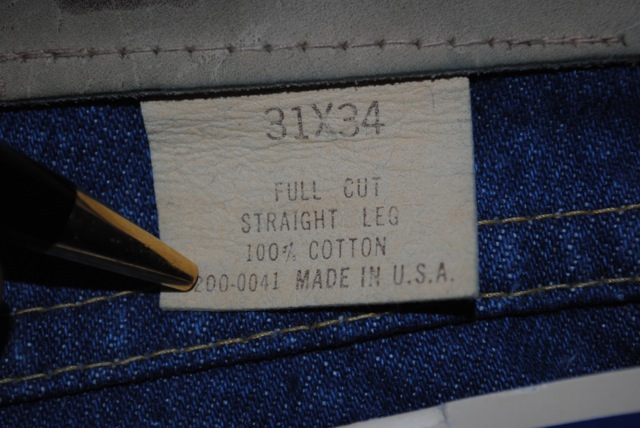 31X34
FULL CUT
STRAIGHT LEG
100% COTTON
200-0041 MADE IN U.S.A.